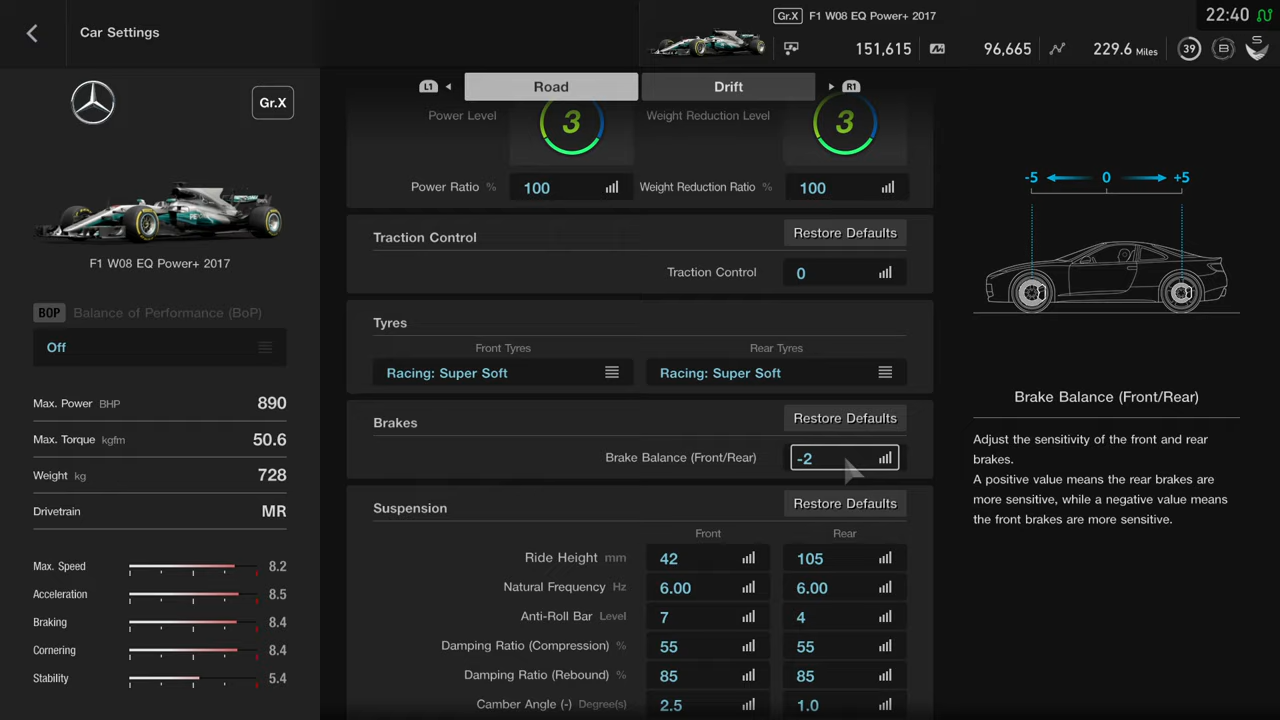 Car Settings
Gr.X F1 W08 EQ Power+ 2017
22:40
151,615 96,665 229.6 Miles 39 B S
L1 Road Drift R1
Gr.X
Power Level 3 Weight Reduction Level 3
Power Ratio % 100 Weight Reduction Ratio % 100
-5 0 +5
Traction Control Restore Defaults
Traction Control 0
F1 W08 EQ Power+ 2017
BOP Balance of Performance (BoP)
Off
Tyres
Front Tyres Rear Tyres
Racing: Super Soft Racing: Super Soft
Max. Power BHP 890
Max. Torque kgfm 50.6
Weight kg 728
Drivetrain MR
Max. Speed 8.2
Acceleration 8.5
Braking 8.4
Cornering 8.4
Stability 5.4
Brakes Restore Defaults
Brake Balance (Front/Rear) -2
Suspension Restore Defaults
Front Rear
Ride Height mm 42 105
Natural Frequency Hz 6.00 6.00
Anti-Roll Bar Level 7 4
Damping Ratio (Compression) % 55 55
Damping Ratio (Rebound) % 85 85
Camber Angle (-) Degree(s) 2.5 1.0
Brake Balance (Front/Rear)
Adjust the sensitivity of the front and rear
brakes.
A positive value means the rear brakes are
more sensitive, while a negative value means
the front brakes are more sensitive.